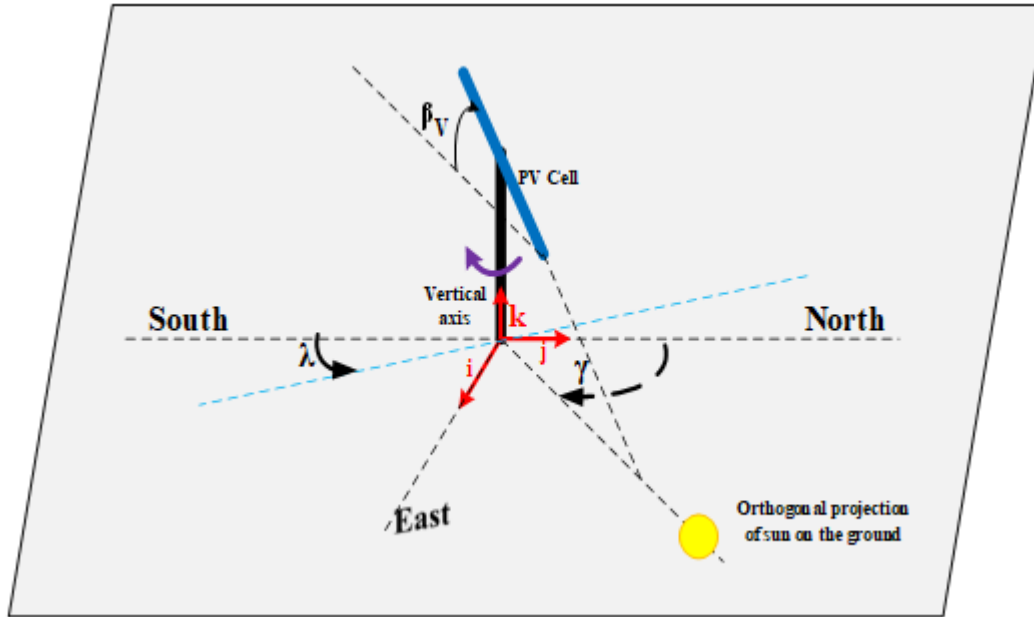 βV
PV Cell
Vertical
axis
South
k
North
λ
i
j
γ
East
Orthogonal projection
of sun on the ground